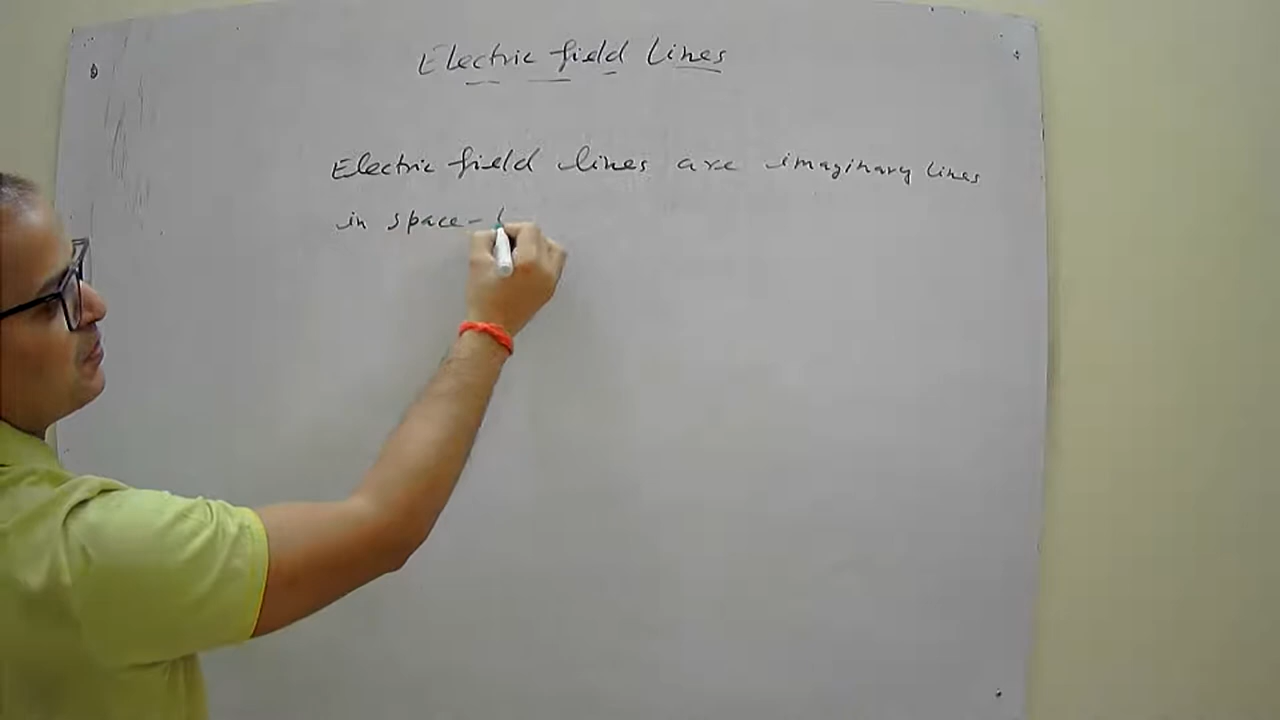 Electric field Lines
Electric field lines are imaginary lines
in space-